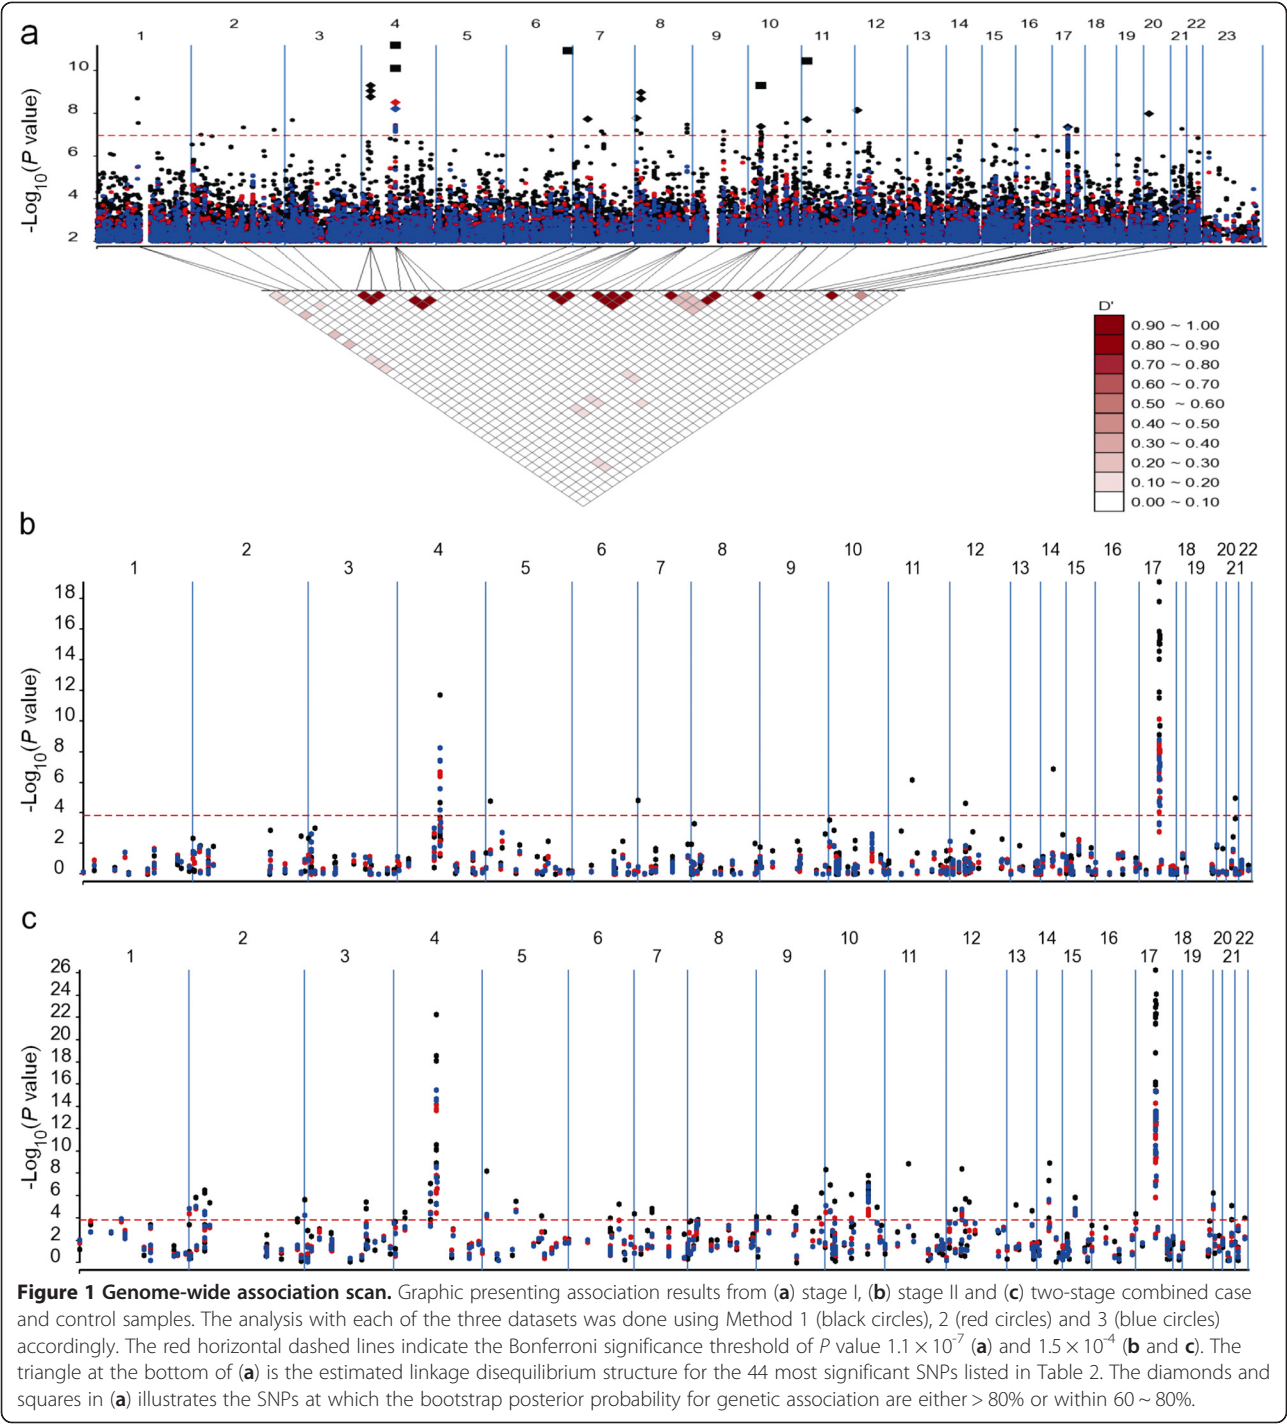 a
1 2 3 4 5 6 7 8 9 10 11 12 13 14 15 16 17 18 19 20 21 22 23
-Log10(P value)
10
8
6
4
2
D'
0.90 ~ 1.00
0.80 ~ 0.90
0.70 ~ 0.80
0.60 ~ 0.70
0.50 ~ 0.60
0.40 ~ 0.50
0.30 ~ 0.40
0.20 ~ 0.30
0.10 ~ 0.20
0.00 ~ 0.10
b
1 2 3 4 5 6 7 8 9 10 11 12 13 14 15 16 17 18 19 20 21 22
-Log10(P value)
18
16
14
12
10
8
6
4
2
0
c
1 2 3 4 5 6 7 8 9 10 11 12 13 14 15 16 17 18 19 20 21 22
-Log10(P value)
26
24
22
20
18
16
14
12
10
8
6
4
2
0
Figure 1 Genome-wide association scan. Graphic presenting association results from (a) stage I, (b) stage II and (c) two-stage combined case
and control samples. The analysis with each of the three datasets was done using Method 1 (black circles), 2 (red circles) and 3 (blue circles)
accordingly. The red horizontal dashed lines indicate the Bonferroni significance threshold of P value 1.1 × 10-7 (a) and 1.5 × 10-4 (b and c). The
triangle at the bottom of (a) is the estimated linkage disequilibrium structure for the 44 most significant SNPs listed in Table 2. The diamonds and
squares in (a) illustrates the SNPs at which the bootstrap posterior probability for genetic association are either > 80% or within 60 ~ 80%.